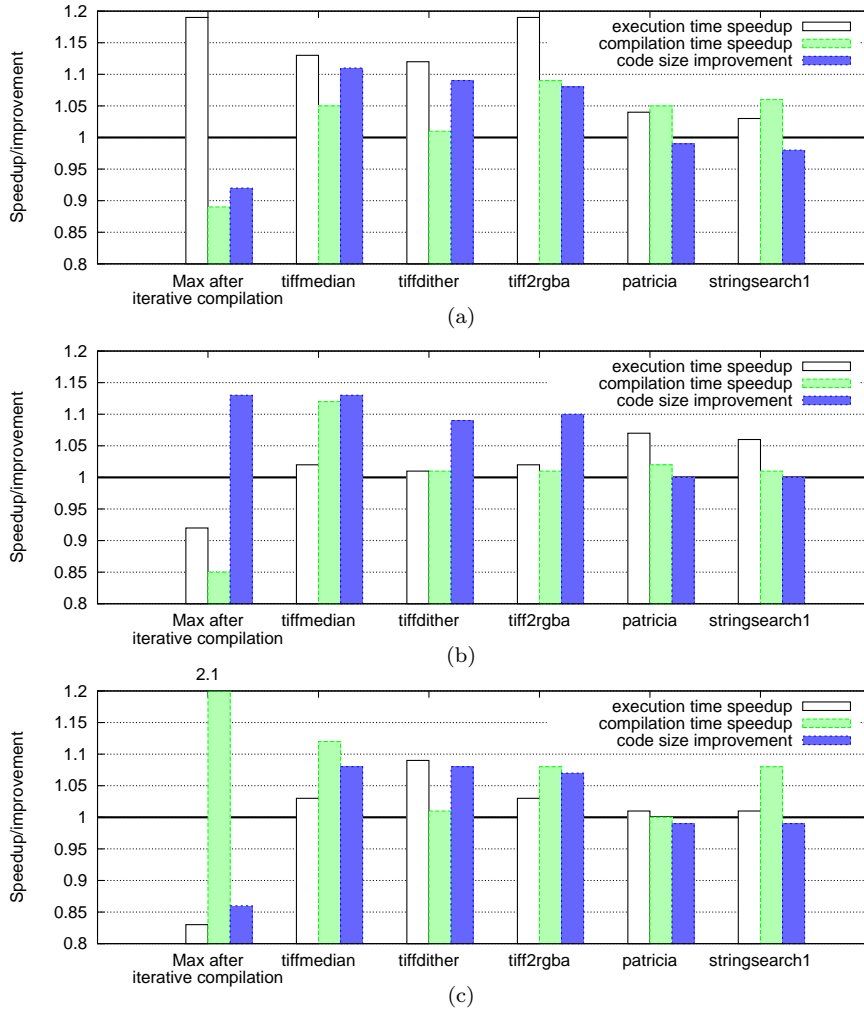 1.2
1.15
1.1
1.05
1
0.95
0.9
0.85
0.8
Speedup/improvement
execution time speedup
compilation time speedup
code size improvement
Max after
iterative compilation
tiffmedian
tiffdither
tiff2rgba
patricia
stringsearch1
(a)
1.2
1.15
1.1
1.05
1
0.95
0.9
0.85
0.8
Speedup/improvement
execution time speedup
compilation time speedup
code size improvement
Max after
iterative compilation
tiffmedian
tiffdither
tiff2rgba
patricia
stringsearch1
(b)
2.1
1.2
1.15
1.1
1.05
1
0.95
0.9
0.85
0.8
Speedup/improvement
execution time speedup
compilation time speedup
code size improvement
Max after
iterative compilation
tiffmedian
tiffdither
tiff2rgba
patricia
stringsearch1
(c)